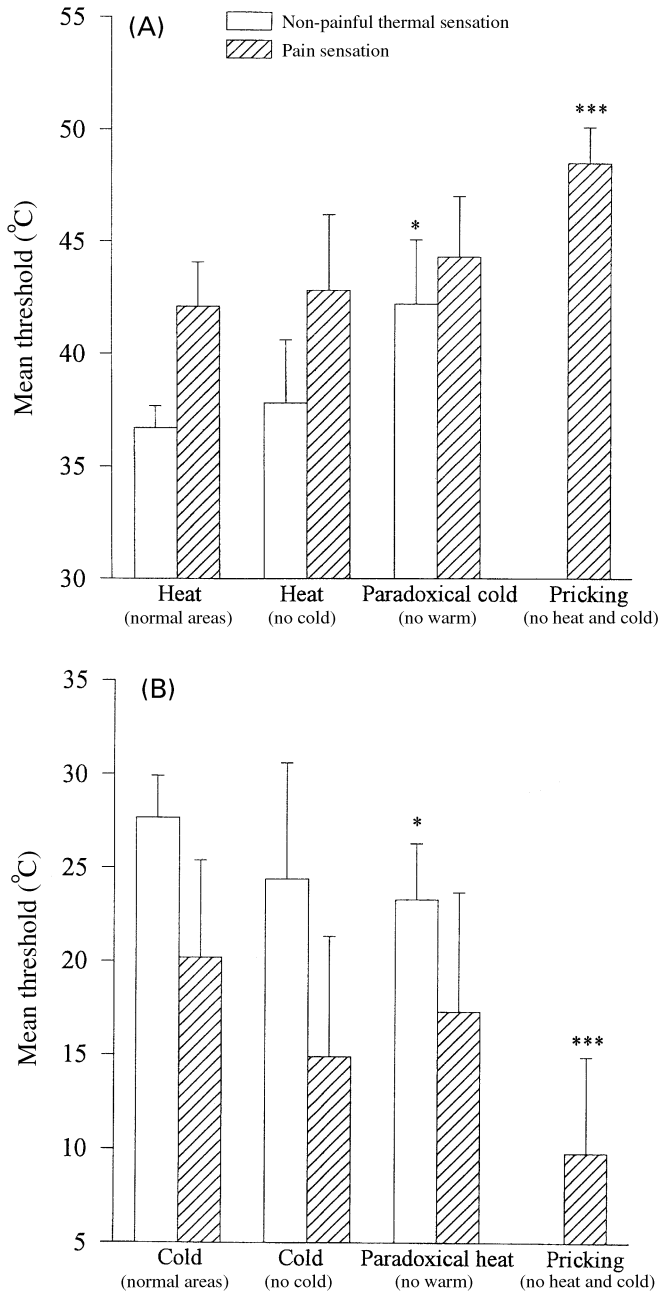 (A)
Non-painful thermal sensation
Pain sensation
55
50
45
40
35
30
Mean threshold (°C)
*
***
Heat
(normal areas)
Heat
(no cold)
Paradoxical cold
(no warm)
Pricking
(no heat and cold)
(B)
35
30
25
20
15
10
5
Mean threshold (°C)
*
***
Cold
(normal areas)
Cold
(no cold)
Paradoxical heat
(no warm)
Pricking
(no heat and cold)